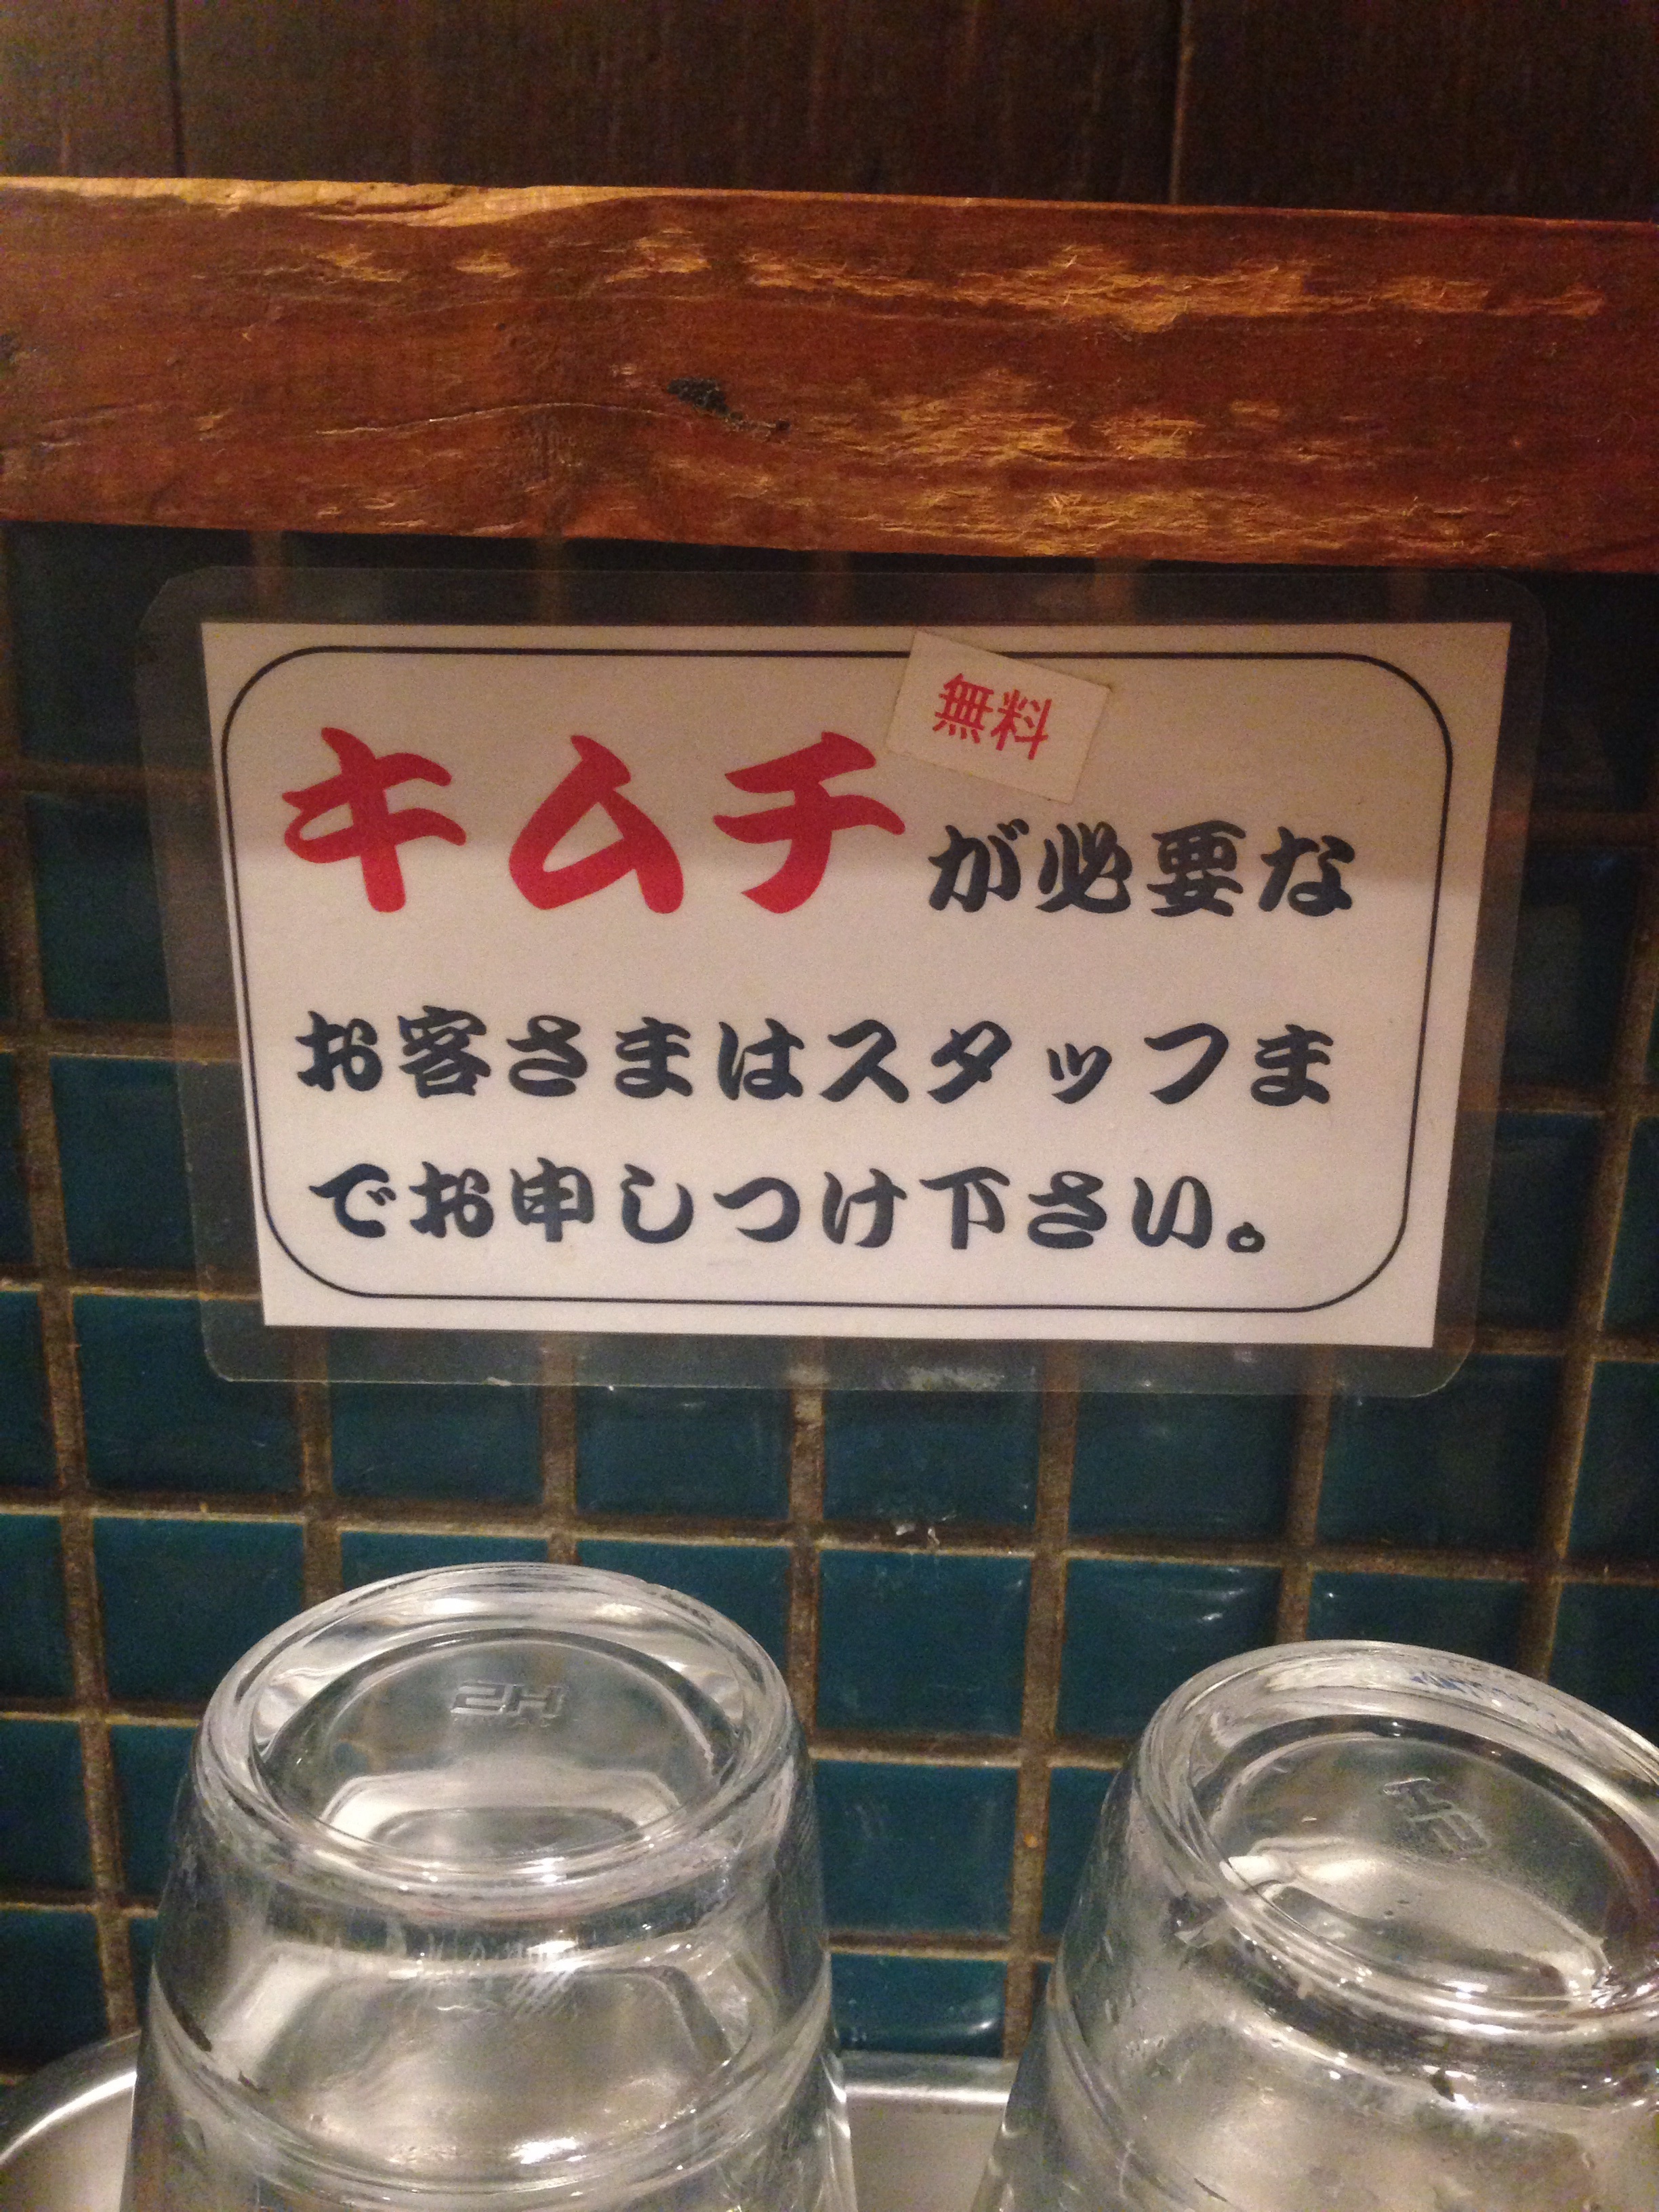 無料
キムチが必要な
お客さまはスタッフま
でお申しつけ下さい。